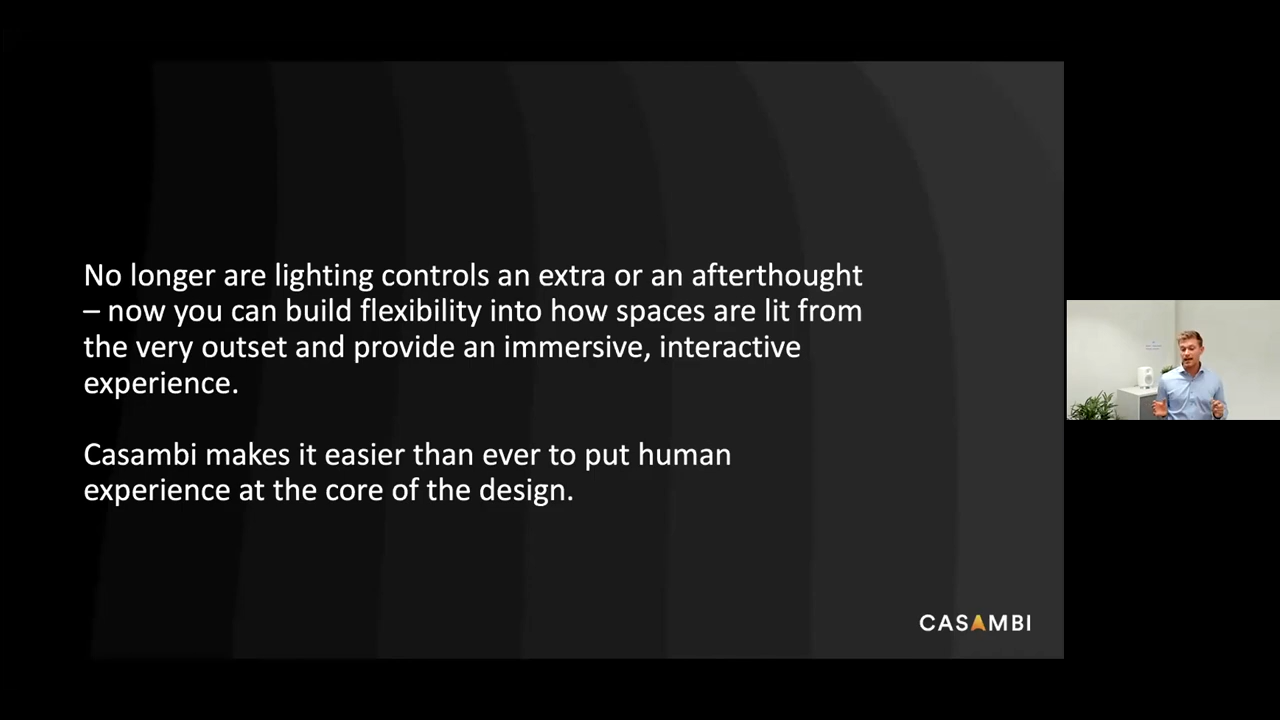 No longer are lighting controls an extra or an afterthought
– now you can build flexibility into how spaces are lit from
the very outset and provide an immersive, interactive
experience.
Casambi makes it easier than ever to put human
experience at the core of the design.
CASAMBI